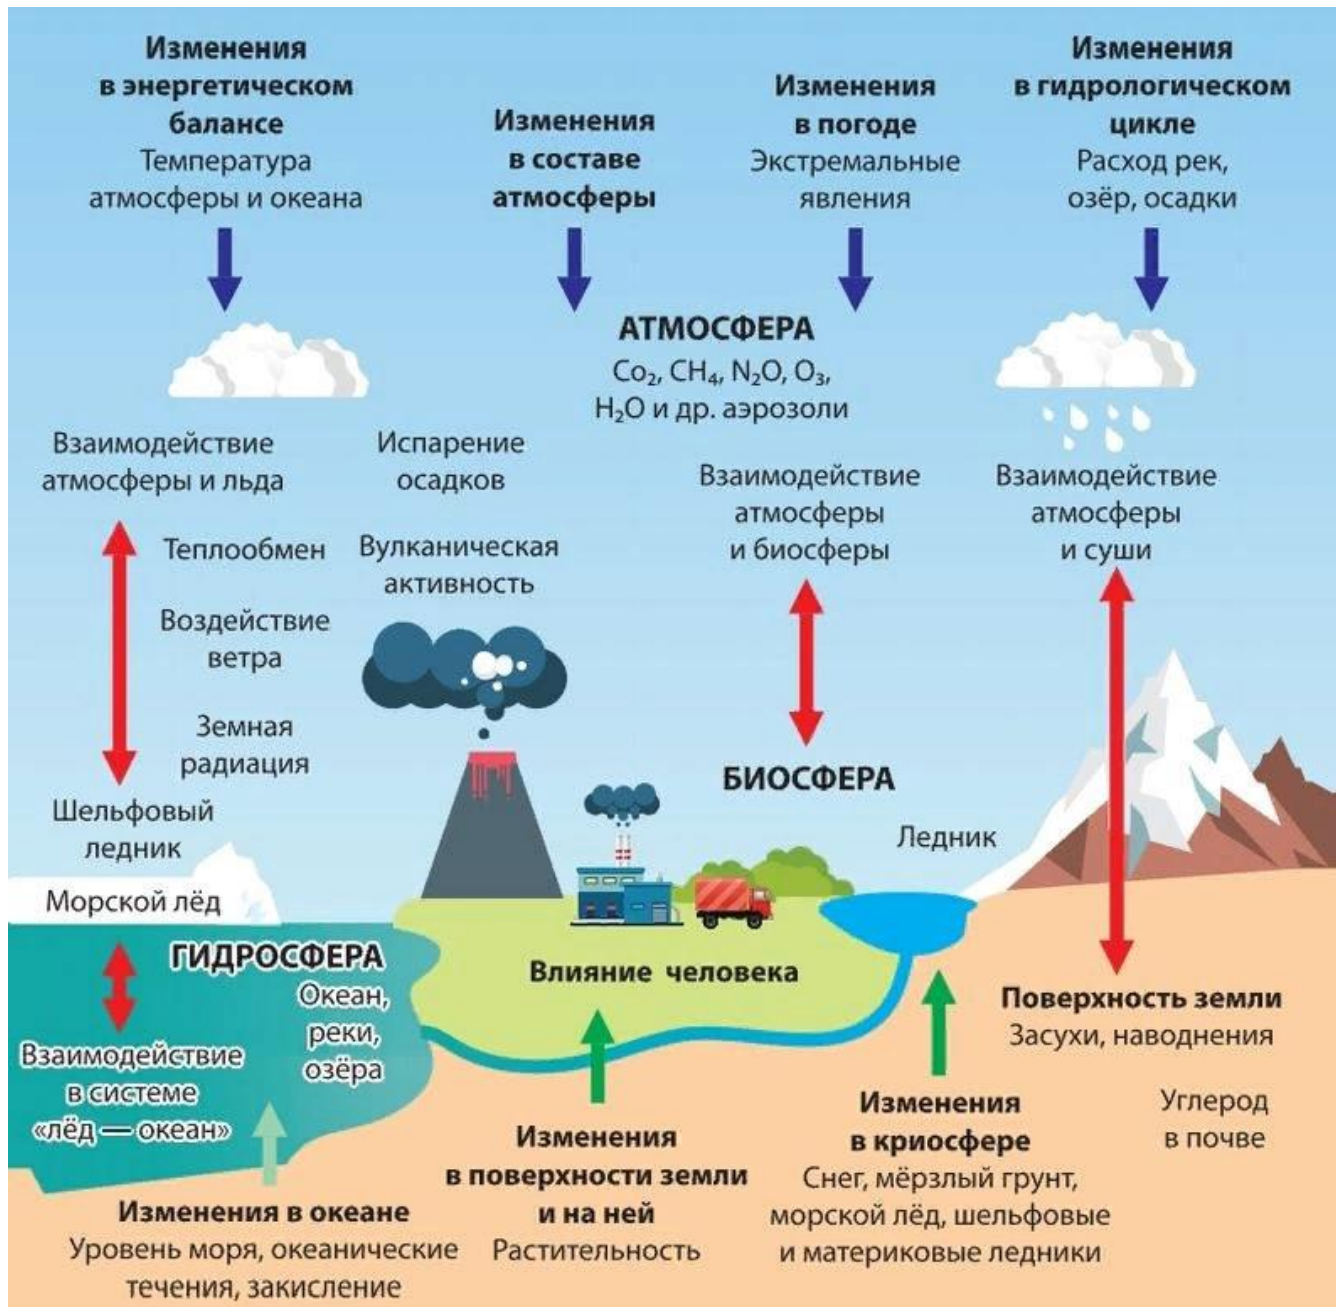 Изменения
в энергетическом
балансе
Температура
атмосферы и океана
Изменения
в составе
атмосферы
Изменения
в погоде
Экстремальные
явления
Изменения
в гидрологическом
цикле
Расход рек,
озёр, осадки
АТМОСФЕРА
Co₂, CH₄, N₂O, O₃,
H₂O и др. аэрозоли
Взаимодействие
атмосферы и льда
Испарение
осадков
Взаимодействие
атмосферы
и биосферы
Взаимодействие
атмосферы
и суши
Теплообмен
Вулканическая
активность
Воздействие
ветра
Земная
радиация
БИОСФЕРА
Шельфовый
ледник
Ледник
Морской лёд
ГИДРОСФЕРА
Океан,
реки,
озёра
Влияние человека
Поверхность земли
Засухи, наводнения
Взаимодействие
в системе
«лёд — океан»
Углерод
в почве
Изменения в океане
Уровень моря, океанические
течения, закисление
Изменения
в поверхности земли
и на ней
Растительность
Изменения
в криосфере
Снег, мёрзлый грунт,
морской лёд, шельфовые
и материковые ледники